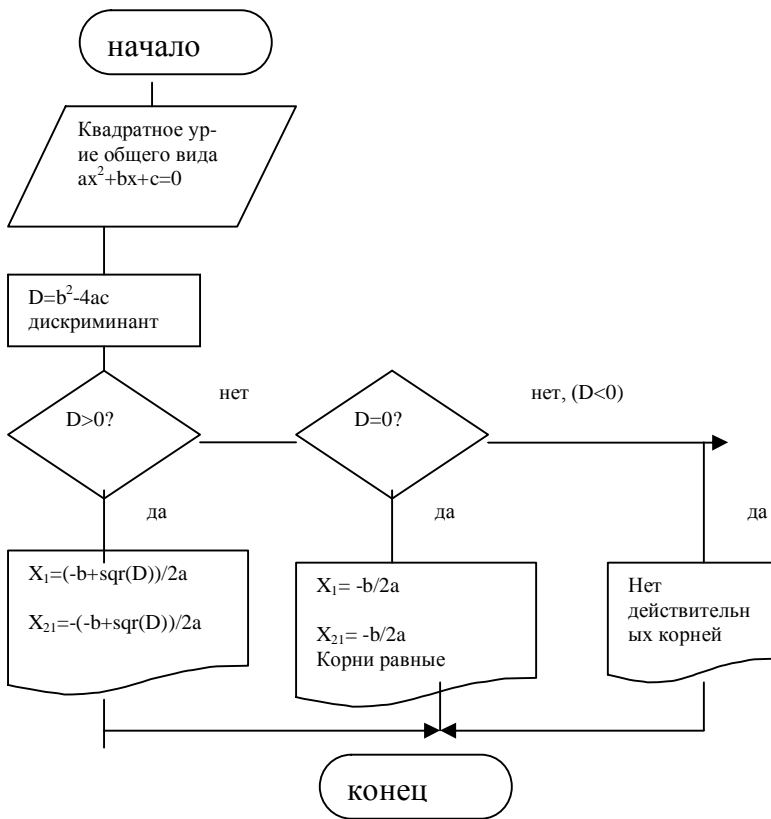 начало
Квадратное ур-
ие общего вида
ax²+bx+c=0
D=b²-4ac
дискриминант
D>0?
нет
D=0?
нет, (D<0)
да
да
да
X₁=(-b+sqr(D))/2a
X₂₁=-(-b+sqr(D))/2a
X₁= -b/2a
X₂₁= -b/2a
Корни равные
Нет
действительн
ых корней
конец